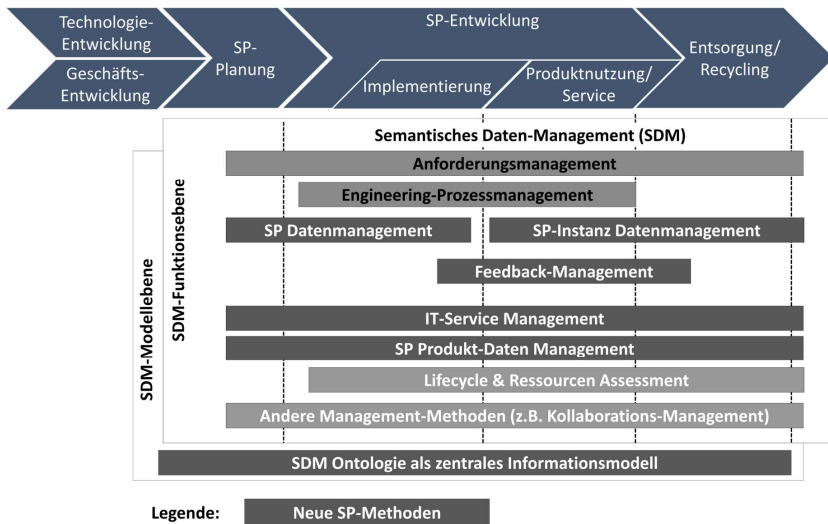 Technologie-
Entwicklung
Geschäfts-
Entwicklung
SP-
Planung
SP-Entwicklung
Implementierung
Produktnutzung/
Service
Entsorgung/
Recycling
Semantisches Daten-Management (SDM)
Anforderungsmanagement
Engineering-Prozessmanagement
SP Datenmanagement
SP-Instanz Datenmanagement
Feedback-Management
IT-Service Management
SP Produkt-Daten Management
Lifecycle & Ressourcen Assessment
Andere Management-Methoden (z.B. Kollaborations-Management)
SDM Ontologie als zentrales Informationsmodell
SDM-Modellebene
SDM-Funktionsebene
Legende:
Neue SP-Methoden